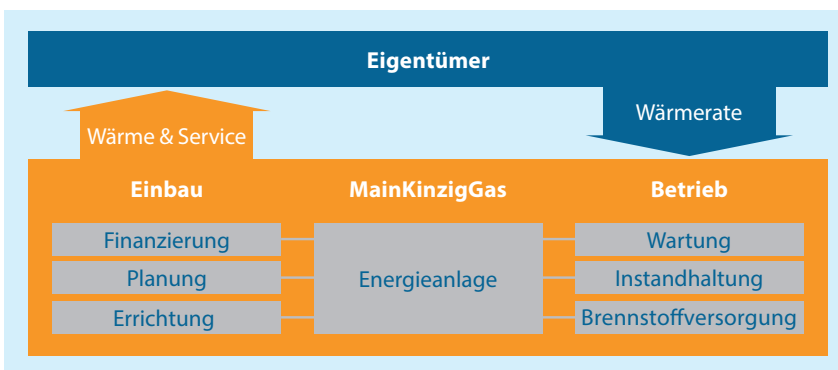 Eigentümer
Wärme & Service
Wärmerate
Einbau
MainKinzigGas
Betrieb
Finanzierung
Planung
Errichtung
Energieanlage
Wartung
Instandhaltung
Brennstoffversorgung